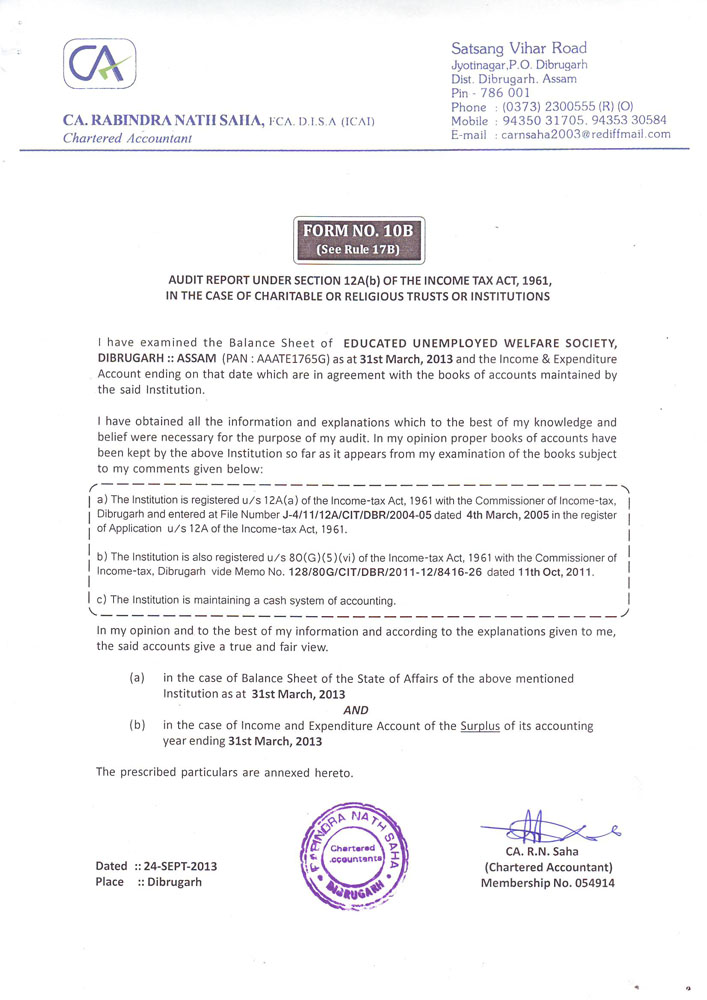 CA
Satsang Vihar Road
Jyotinagar,P.O. Dibrugarh
Dist. Dibrugarh. Assam
Pin - 786 001
Phone : (0373) 2300555 (R) (O)
Mobile : 94350 31705. 94353 30584
E-mail : carnsaha2003@rediffmail.com
CA. RABINDRA NATH SAHA, FCA. D.I.S.A (ICAI)
Chartered Accountant
FORM NO. 10B
(See Rule 17B)
AUDIT REPORT UNDER SECTION 12A(b) OF THE INCOME TAX ACT, 1961,
IN THE CASE OF CHARITABLE OR RELIGIOUS TRUSTS OR INSTITUTIONS
I have examined the Balance Sheet of EDUCATED UNEMPLOYED WELFARE SOCIETY,
DIBRUGARH :: ASSAM (PAN : AAATE1765G) as at 31st March, 2013 and the Income & Expenditure
Account ending on that date which are in agreement with the books of accounts maintained by
the said Institution.
I have obtained all the information and explanations which to the best of my knowledge and
belief were necessary for the purpose of my audit. In my opinion proper books of accounts have
been kept by the above Institution so far as it appears from my examination of the books subject
to my comments given below:
a) The Institution is registered u/s 12A(a) of the Income-tax Act, 1961 with the Commissioner of Income-tax,
Dibrugarh and entered at File Number J-4/11/12A/CIT/DBR/2004-05 dated 4th March, 2005 in the register
of Application u/s 12A of the Income-tax Act, 1961.
b) The Institution is also registered u/s 80(G)(5)(vi) of the Income-tax Act, 1961 with the Commissioner of
Income-tax, Dibrugarh vide Memo No. 128/80G/CIT/DBR/2011-12/8416-26 dated 11th Oct, 2011.
c) The Institution is maintaining a cash system of accounting.
In my opinion and to the best of my information and according to the explanations given to me,
the said accounts give a true and fair view.
(a) in the case of Balance Sheet of the State of Affairs of the above mentioned
Institution as at 31st March, 2013
AND
(b) in the case of Income and Expenditure Account of the Surplus of its accounting
year ending 31st March, 2013
The prescribed particulars are annexed hereto.
NATH SAHA
Chartered
DIBRUGARH
CA. R.N. Saha
(Chartered Accountant)
Membership No. 054914
Dated :: 24-SEPT-2013
Place :: Dibrugarh